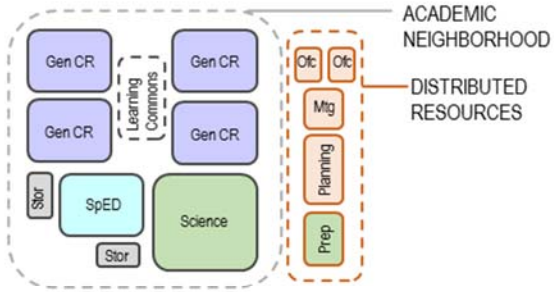 ACADEMIC
NEIGHBORHOOD
DISTRIBUTED
RESOURCES
Gen CR
Gen CR
Learning
Commons
Gen CR
Gen CR
Stor
SpED
Science
Stor
Ofc
Ofc
Mtg
Planning
Prep